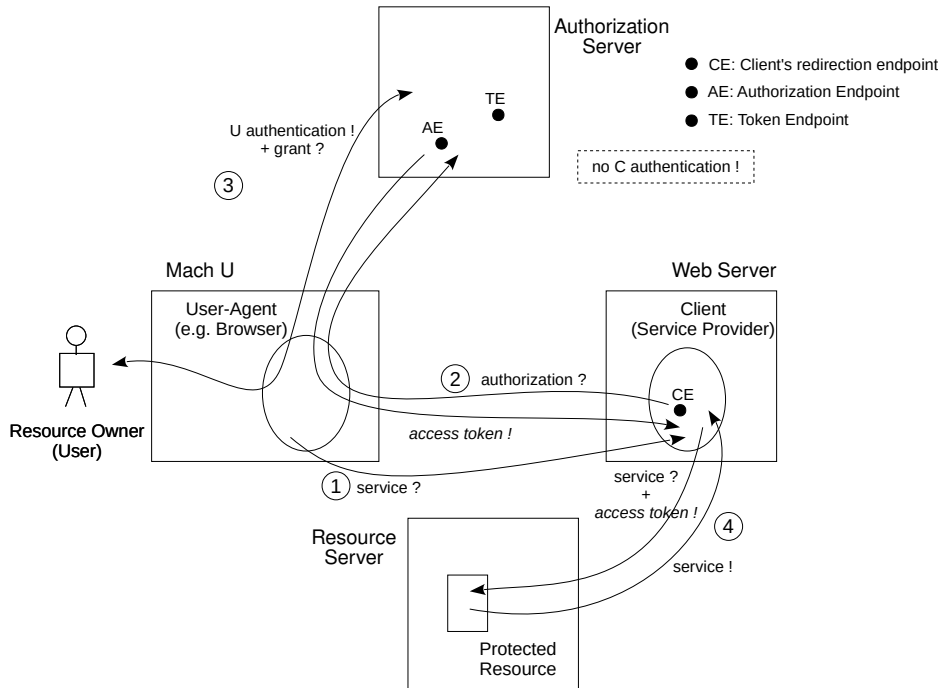 Authorization
Server
CE: Client's redirection endpoint
AE: Authorization Endpoint
TE: Token Endpoint
no C authentication !
TE
AE
U authentication !
+ grant ?
3
Mach U
Web Server
User-Agent
(e.g. Browser)
Client
(Service Provider)
2
authorization ?
CE
access token !
Resource Owner
(User)
1
service ?
service ?
+
access token !
4
service !
Resource
Server
Protected
Resource